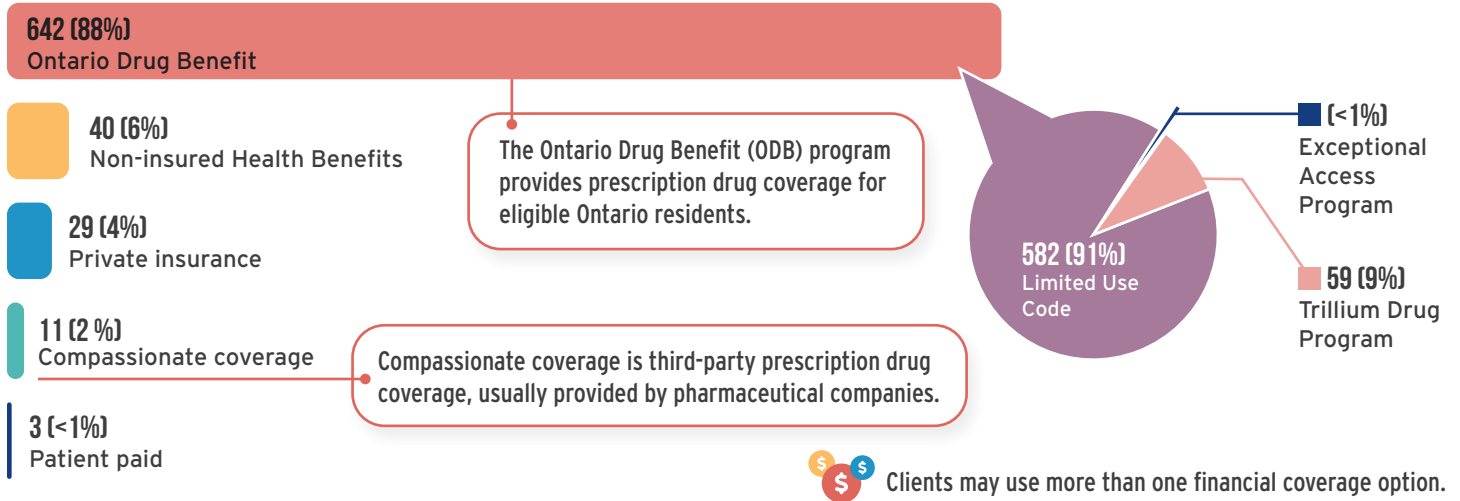 642 (88%)
Ontario Drug Benefit
40 (6%)
Non-insured Health Benefits
29 (4%)
Private insurance
11 (2 %)
Compassionate coverage
3 (<1%)
Patient paid
The Ontario Drug Benefit (ODB) program
provides prescription drug coverage for
eligible Ontario residents.
Compassionate coverage is third-party prescription drug
coverage, usually provided by pharmaceutical companies.
582 (91%)
Limited Use
Code
(<1%)
Exceptional
Access
Program
59 (9%)
Trillium Drug
Program
$ $ $
Clients may use more than one financial coverage option.